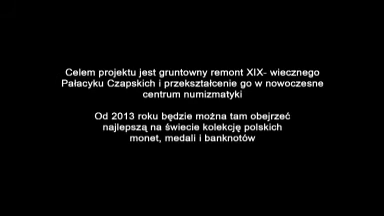 Celem projektu jest gruntowny remont XIX- wiecznego
Pałacyku Czapskich i przekształcenie go w nowoczesne
centrum numizmatyki
Od 2013 roku będzie można tam obejrzeć
najlepszą na świecie kolekcję polskich
monet, medali i banknotów